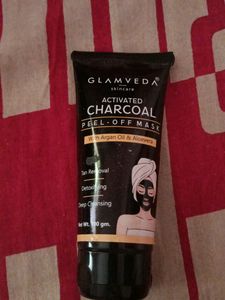 GLAMVEDA
skincare
ACTIVATED
CHARCOAL
PEEL-OFF MASK
With Argan Oil & Aloevera
Tan Removal
Detoxifying
Deep Cleansing
Net Wt. 100 gm.